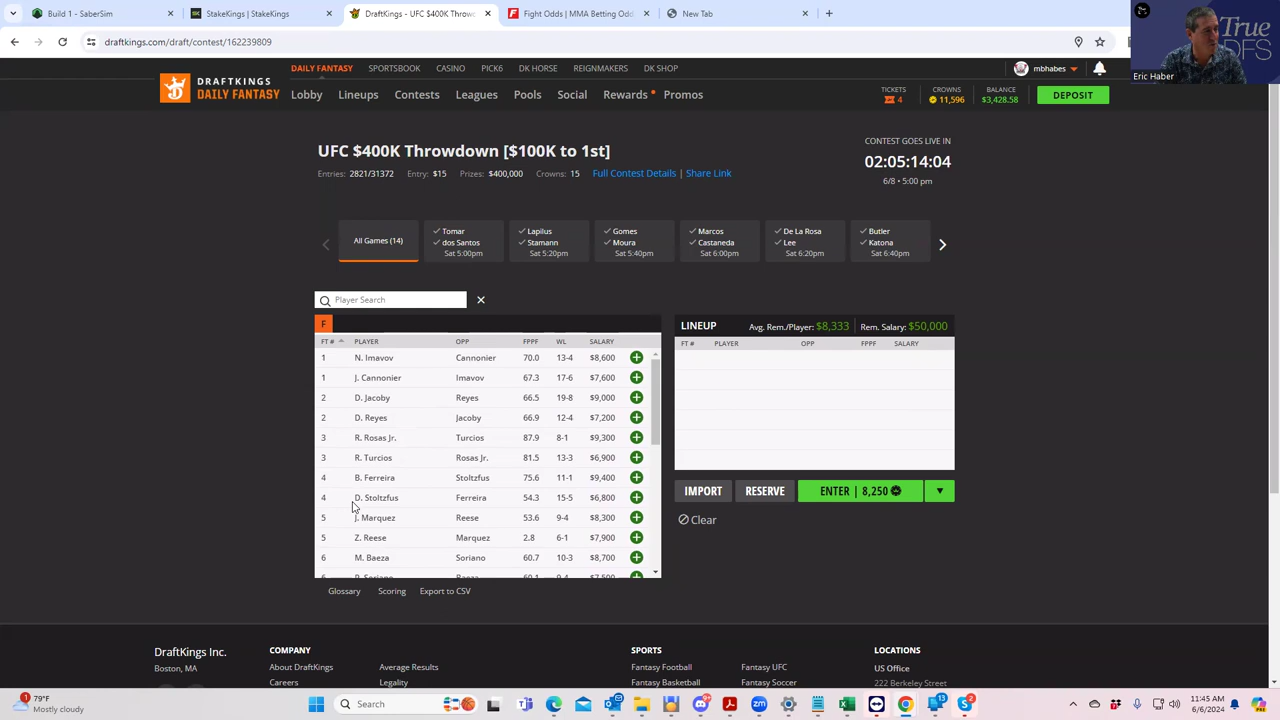 Build 1 - SaberSim
StakeKings | StakeKings
DraftKings - UFC $400K Throwdow
Fight Odds | MMA Betting Odd
New Tab
draftkings.com/draft/contest/162239809
True
DFS
Eric Haber
DRAFTKINGS
DAILY FANTASY
DAILY FANTASY SPORTSBOOK CASINO PICK6 DK HORSE REIGNMAKERS DK SHOP
mbhabes
Lobby Lineups Contests Leagues Pools Social Rewards Promos
TICKETS CROWNS BALANCE
4 11,596 $3,428.58
DEPOSIT
UFC $400K Throwdown [$100K to 1st]
Entries: 2821/31372 Entry: $15 Prizes: $400,000 Crowns: 15 Full Contest Details | Share Link
CONTEST GOES LIVE IN
02:05:14:04
6/8 • 5:00 pm
All Games (14)
Tomar
dos Santos
Sat 5:00pm
Lapilus
Stamann
Sat 5:20pm
Gomes
Moura
Sat 5:40pm
Marcos
Castaneda
Sat 6:00pm
De La Rosa
Lee
Sat 6:20pm
Butler
Katona
Sat 6:40pm
Player Search
F
FT # PLAYER OPP FPPF WL SALARY
1 N. Imavov Cannonier 70.0 13-4 $8,600
1 J. Cannonier Imavov 67.3 17-6 $7,600
2 D. Jacoby Reyes 66.5 19-8 $9,000
2 D. Reyes Jacoby 66.9 12-4 $7,200
3 R. Rosas Jr. Turcios 87.9 8-1 $9,300
3 R. Turcios Rosas Jr. 81.5 13-3 $6,900
4 B. Ferreira Stoltzfus 75.6 11-1 $9,400
4 D. Stoltzfus Ferreira 54.3 15-5 $6,800
5 J. Marquez Reese 53.6 9-4 $8,300
5 Z. Reese Marquez 2.8 6-1 $7,900
6 M. Baeza Soriano 60.7 10-3 $8,700
6 P. Soriano Baeza 60.1 9-4 $7,500
LINEUP Avg. Rem./Player: $8,333 Rem. Salary: $50,000
FT # PLAYER OPP FPPF SALARY
IMPORT RESERVE ENTER | 8,250
Clear
Glossary Scoring Export to CSV
DraftKings Inc.
Boston, MA
COMPANY
About DraftKings Average Results
Careers Legality
SPORTS
Fantasy Football Fantasy UFC
Fantasy Basketball Fantasy Soccer
LOCATIONS
US Office
222 Berkeley Street
1
79°F
Mostly cloudy
Search
13
2
11:45 AM
6/6/2024